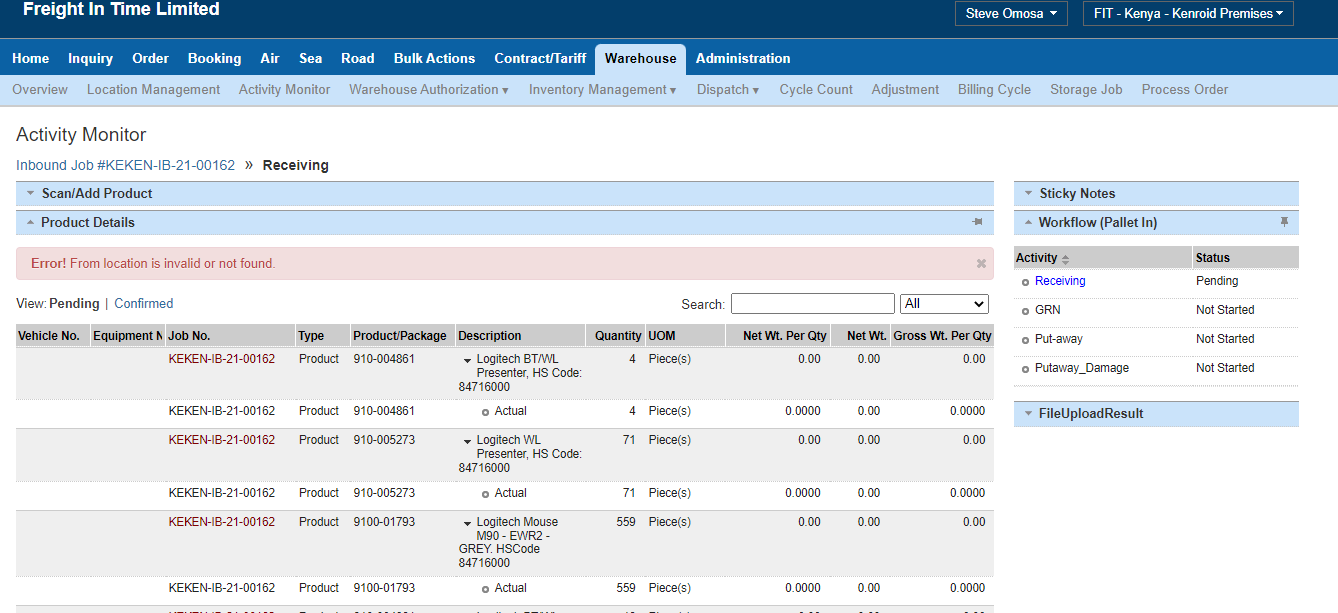 Freight In Time Limited
Steve Omosa
FIT - Kenya - Kenroid Premises
Home Inquiry Order Booking Air Sea Road Bulk Actions Contract/Tariff Warehouse Administration
Overview Location Management Activity Monitor Warehouse Authorization Inventory Management Dispatch Cycle Count Adjustment Billing Cycle Storage Job Process Order
Activity Monitor
Inbound Job #KEKEN-IB-21-00162 » Receiving
Scan/Add Product
Product Details
Error! From location is invalid or not found. ×
View: Pending | Confirmed
Search: All
Vehicle No. Equipment N Job No. Type Product/Package Description Quantity UOM Net Wt. Per Qty Net Wt. Gross Wt. Per Qty
KEKEN-IB-21-00162 Product 910-004861 Logitech BT/WL 4 Piece(s) 0.00 0.00 0.00
Presenter, HS Code:
84716000
KEKEN-IB-21-00162 Product 910-004861 Actual 4 Piece(s) 0.0000 0.00 0.0000
KEKEN-IB-21-00162 Product 910-005273 Logitech WL 71 Piece(s) 0.00 0.00 0.00
Presenter, HS Code:
84716000
KEKEN-IB-21-00162 Product 910-005273 Actual 71 Piece(s) 0.0000 0.00 0.0000
KEKEN-IB-21-00162 Product 9100-01793 Logitech Mouse 559 Piece(s) 0.00 0.00 0.00
M90 - EWR2 -
GREY. HSCode
84716000
KEKEN-IB-21-00162 Product 9100-01793 Actual 559 Piece(s) 0.0000 0.00 0.0000
Sticky Notes
Workflow (Pallet In)
Activity Status
Receiving Pending
GRN Not Started
Put-away Not Started
Putaway_Damage Not Started
FileUploadResult